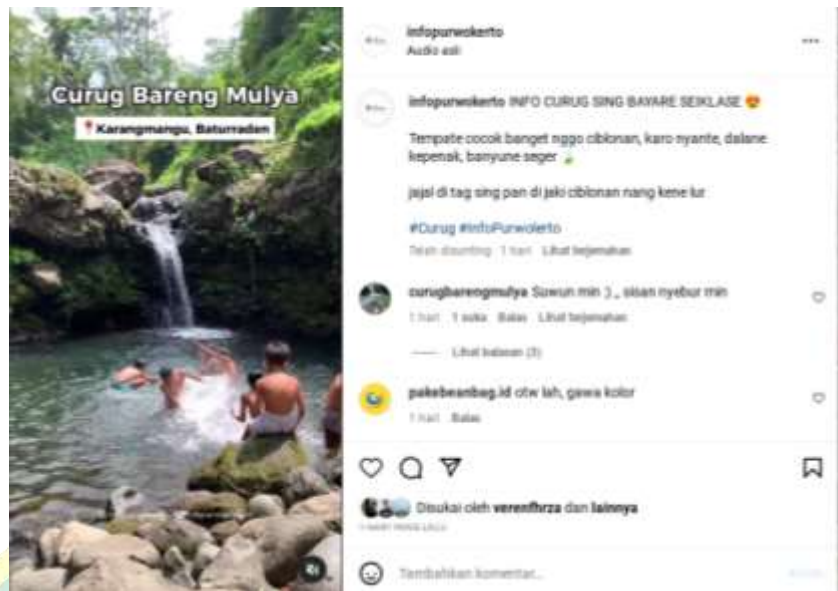 Curug Bareng Mulya
Karangmangu, Baturraden
infopurwokerto
Audio asli
infopurwokerto INFO CURUG SING BAYARE SEIKLASE 😍
Tempate cocok banget nggo ciblonan, karo nyante, dalane
kepenak, banyune seger 🍃
jajal di tag sing pan di jaki ciblonan nang kene lur
#Curug #InfoPurwokerto
Telah disunting · 1 hari Lihat terjemahan
curugbarengmulya Suwun min :) ,, sisan nyebur min
1 hari 1 suka Balas Lihat terjemahan
Lihat balasan (3)
pakebeanbag.id otw lah, gawa kolor
1 hari Balas
Disukai oleh verenfhrza dan lainnya
1 HARI YANG LALU
Tambahkan komentar...